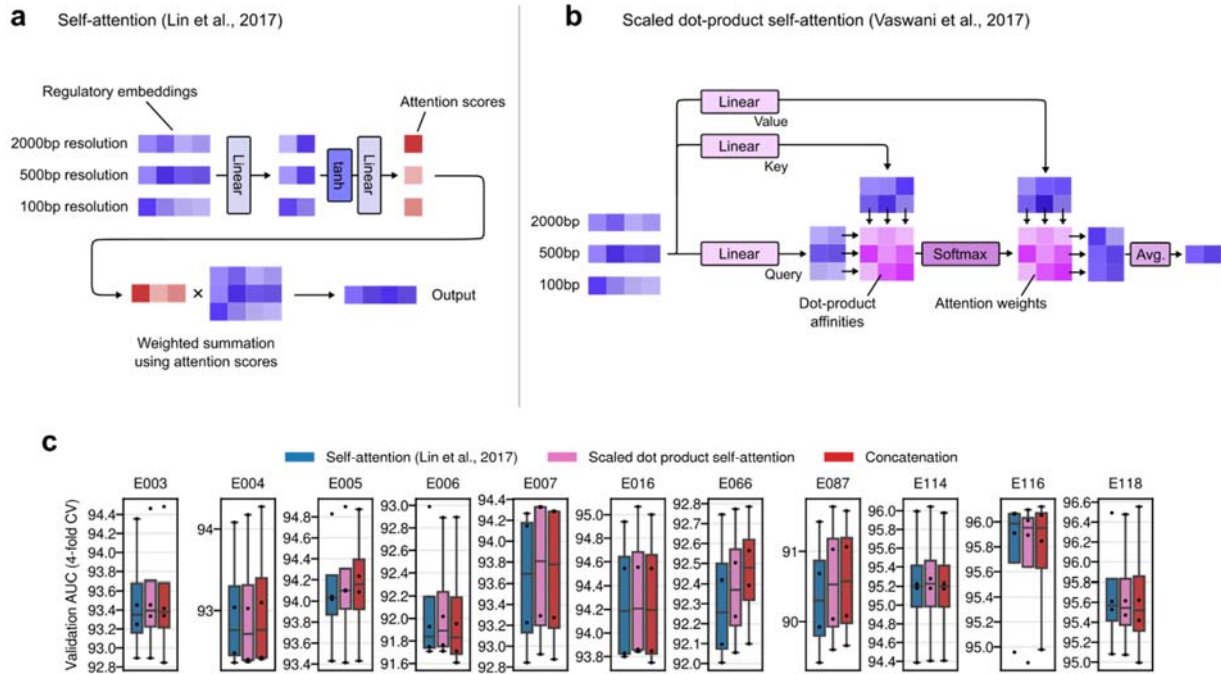 a
Self-attention (Lin et al., 2017)
Regulatory embeddings
Attention scores
2000bp resolution
500bp resolution
100bp resolution
Linear
tanh
Linear
×
Output
Weighted summation
using attention scores
b
Scaled dot-product self-attention (Vaswani et al., 2017)
Linear
Value
Linear
Key
2000bp
500bp
100bp
Linear
Query
Softmax
Avg.
Dot-product
affinities
Attention weights
c
Self-attention (Lin et al., 2017)
Scaled dot product self-attention
Concatenation
Validation AUC (4-fold CV)
E003
94.4
94.2
94.0
93.8
93.6
93.4
93.2
93.0
92.8
E004
94
93
E005
94.8
94.6
94.4
94.2
94.0
93.8
93.6
93.4
E006
93.0
92.8
92.6
92.4
92.2
92.0
91.8
91.6
E007
94.4
94.2
94.0
93.8
93.6
93.4
93.2
93.0
92.8
E016
95.0
94.8
94.6
94.4
94.2
94.0
93.8
E066
92.8
92.7
92.6
92.5
92.4
92.3
92.2
92.1
92.0
E087
91
90
E114
96.0
95.8
95.6
95.4
95.2
95.0
94.8
94.6
94.4
E116
96.0
95.0
E118
96.6
96.4
96.2
96.0
95.8
95.6
95.4
95.2
95.0